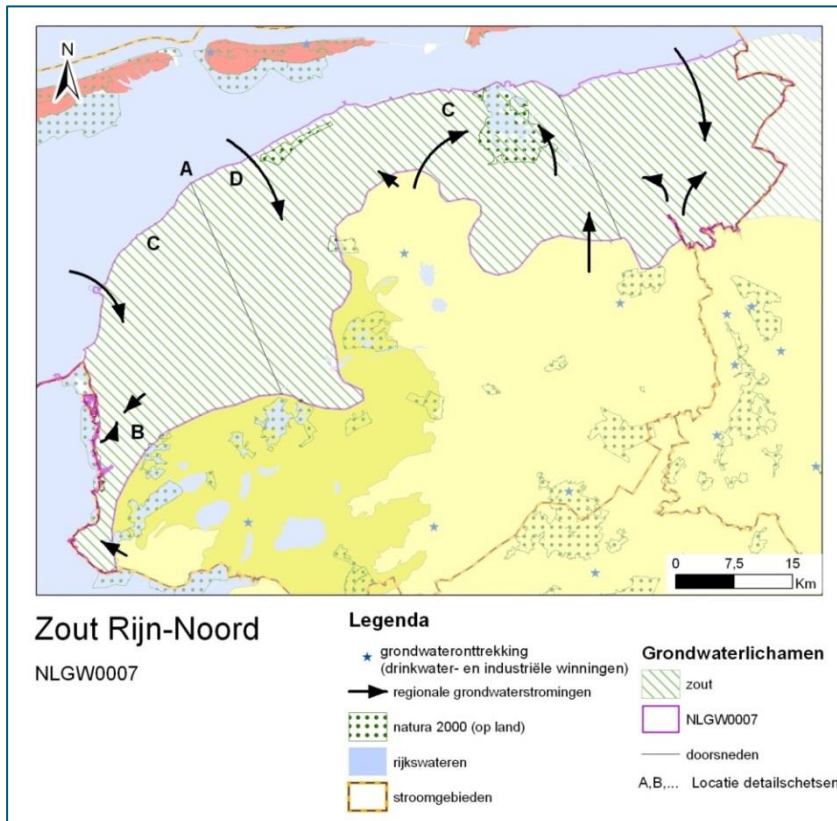 N
C
A
D
C
B
0 7,5 15
Km
Zout Rijn-Noord
NLGW0007
Legenda
grondwateronttrekking
(drinkwater- en industriële winningen)
regionale grondwaterstromingen
natura 2000 (op land)
rijkswateren
stroomgebieden
Grondwaterlichamen
zout
NLGW0007
doorsneden
A,B,... Locatie detailschetsen